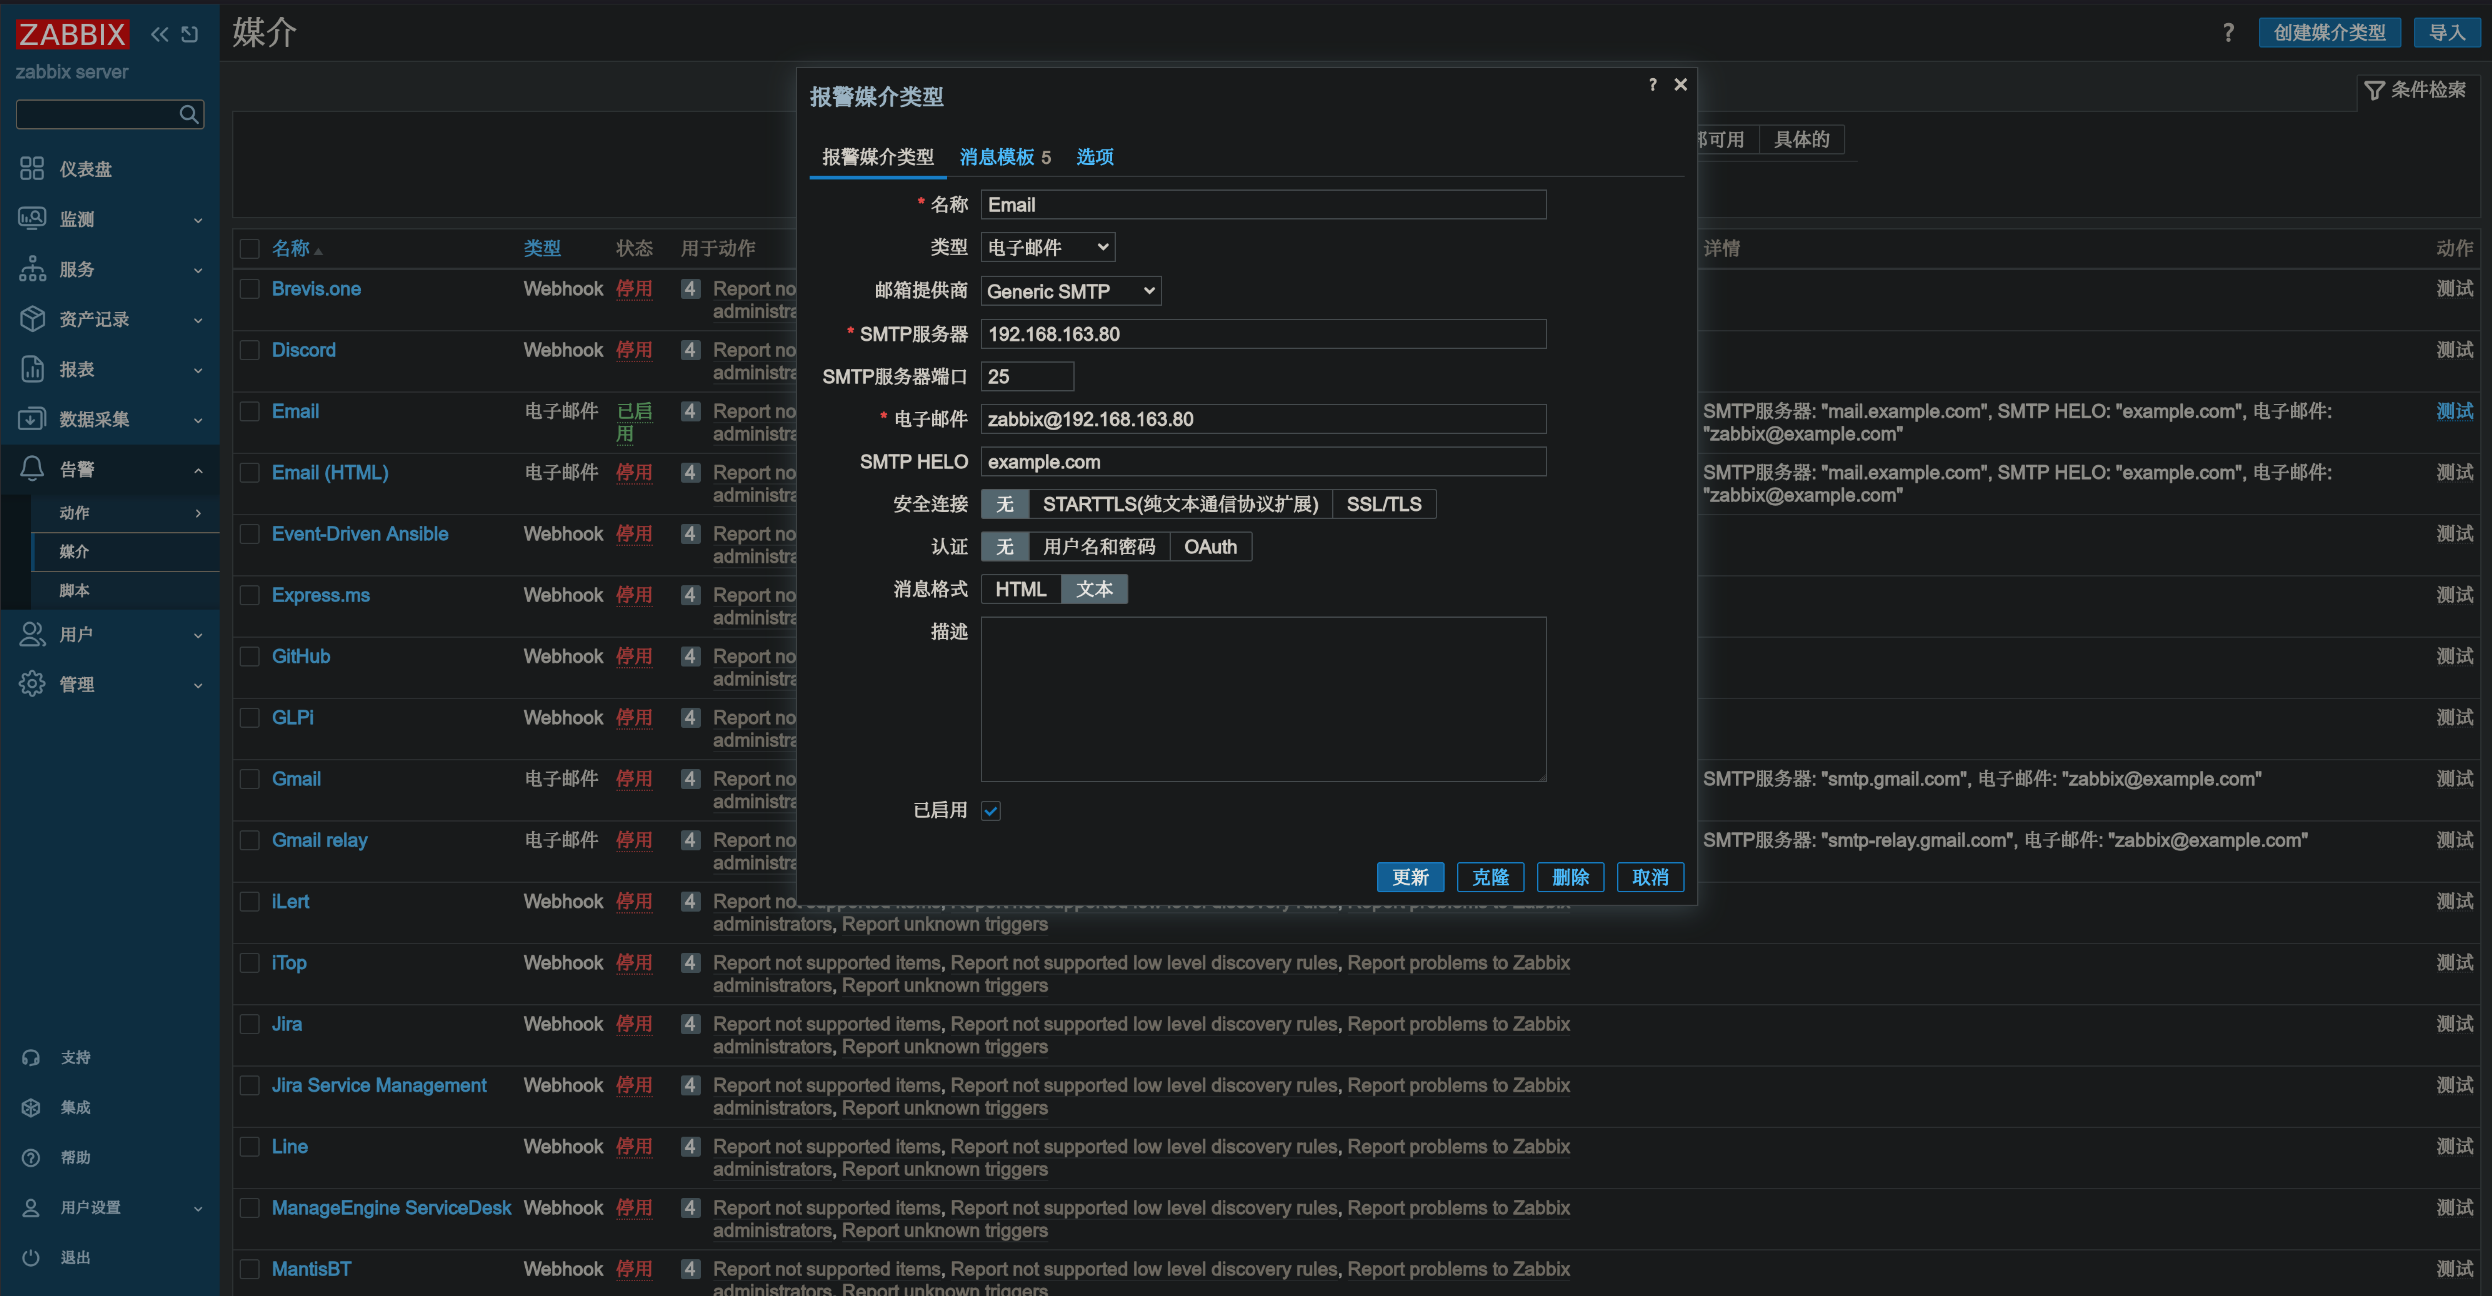 ZABBIX
zabbix server
仪表盘
监测
服务
资产记录
报表
数据采集
告警
动作
媒介
脚本
用户
管理
支持
集成
帮助
用户设置
退出
媒介
?
创建媒介类型
导入
条件检索
可用
具体的
名称 类型 状态 用于动作 详情 动作
Brevis.one Webhook 停用 4 Report no 测试
administra
Discord Webhook 停用 4 Report no 测试
administra
Email 电子邮件 已启 4 Report no SMTP服务器: "mail.example.com", SMTP HELO: "example.com", 电子邮件: 测试
用 administra "zabbix@example.com"
Email (HTML) 电子邮件 停用 4 Report no SMTP服务器: "mail.example.com", SMTP HELO: "example.com", 电子邮件: 测试
administra "zabbix@example.com"
Event-Driven Ansible Webhook 停用 4 Report no 测试
administra
Express.ms Webhook 停用 4 Report no 测试
administra
GitHub Webhook 停用 4 Report no 测试
administra
GLPi Webhook 停用 4 Report no 测试
administra
Gmail 电子邮件 停用 4 Report no SMTP服务器: "smtp.gmail.com", 电子邮件: "zabbix@example.com" 测试
administra
Gmail relay 电子邮件 停用 4 Report no SMTP服务器: "smtp-relay.gmail.com", 电子邮件: "zabbix@example.com" 测试
administra
iLert Webhook 停用 4 Report not supported items, Report not supported low level discovery rules, Report problems to Zabbix 测试
administrators, Report unknown triggers
iTop Webhook 停用 4 Report not supported items, Report not supported low level discovery rules, Report problems to Zabbix 测试
administrators, Report unknown triggers
Jira Webhook 停用 4 Report not supported items, Report not supported low level discovery rules, Report problems to Zabbix 测试
administrators, Report unknown triggers
Jira Service Management Webhook 停用 4 Report not supported items, Report not supported low level discovery rules, Report problems to Zabbix 测试
administrators, Report unknown triggers
Line Webhook 停用 4 Report not supported items, Report not supported low level discovery rules, Report problems to Zabbix 测试
administrators, Report unknown triggers
ManageEngine ServiceDesk Webhook 停用 4 Report not supported items, Report not supported low level discovery rules, Report problems to Zabbix 测试
administrators, Report unknown triggers
MantisBT Webhook 停用 4 Report not supported items, Report not supported low level discovery rules, Report problems to Zabbix 测试
administrators, Report unknown triggers
报警媒介类型
?
报警媒介类型 消息模板 5 选项
* 名称 Email
类型 电子邮件
邮箱提供商 Generic SMTP
* SMTP服务器 192.168.163.80
SMTP服务器端口 25
* 电子邮件 zabbix@192.168.163.80
SMTP HELO example.com
安全连接 无 STARTTLS(纯文本通信协议扩展) SSL/TLS
认证 无 用户名和密码 OAuth
消息格式 HTML 文本
描述
已启用
更新 克隆 删除 取消